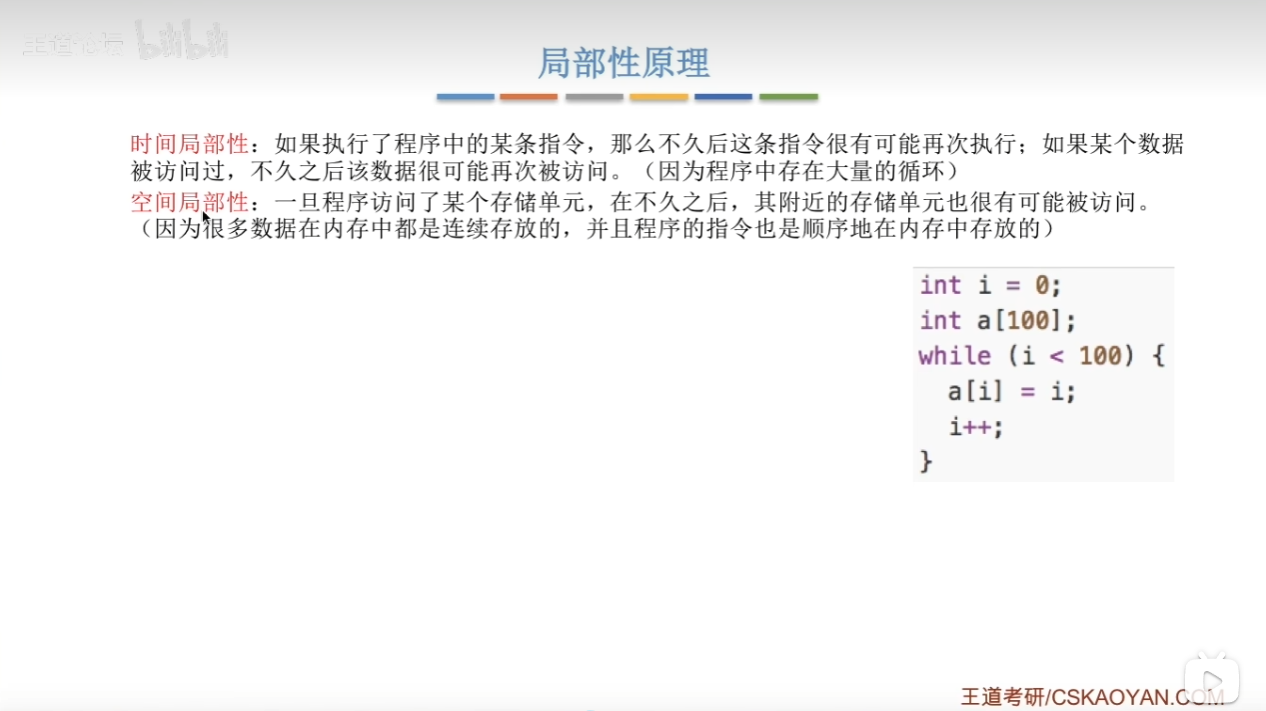 王道论坛 bilibili
局部性原理
时间局部性：如果执行了程序中的某条指令，那么不久后这条指令很有可能再次执行；如果某个数据
被访问过，不久之后该数据很可能再次被访问。（因为程序中存在大量的循环）
空间局部性：一旦程序访问了某个存储单元，在不久之后，其附近的存储单元也很有可能被访问。
（因为很多数据在内存中都是连续存放的，并且程序的指令也是顺序地在内存中存放的）
int i = 0;
int a[100];
while (i < 100) {
a[i] = i;
i++;
}
王道考研/CSKAOYAN.COM